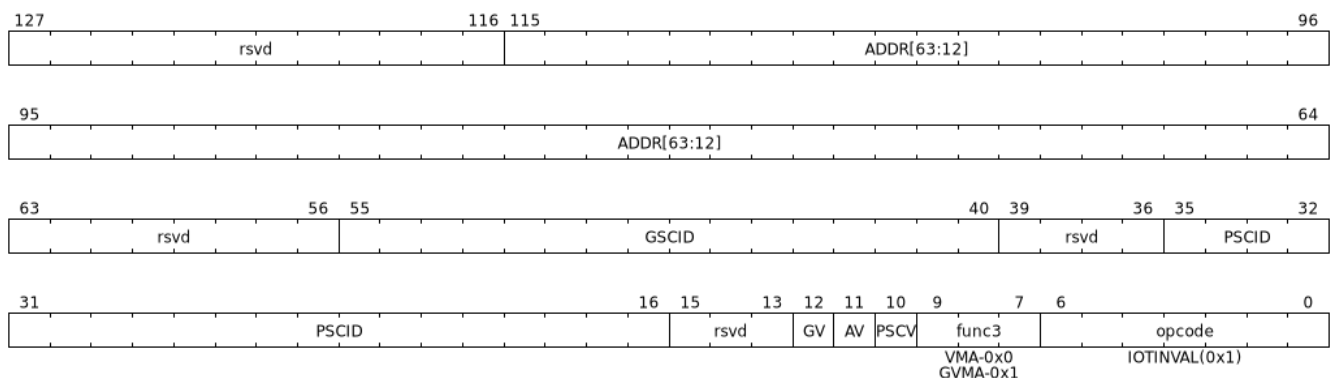 127 116 115 96
rsvd ADDR[63:12]
95 64
ADDR[63:12]
63 56 55 40 39 36 35 32
rsvd GSCID rsvd PSCID
31 16 15 13 12 11 10 9 7 6 0
PSCID rsvd GV AV PSCV func3 opcode
VMA-0x0 IOTINVAL(0x1)
GVMA-0x1